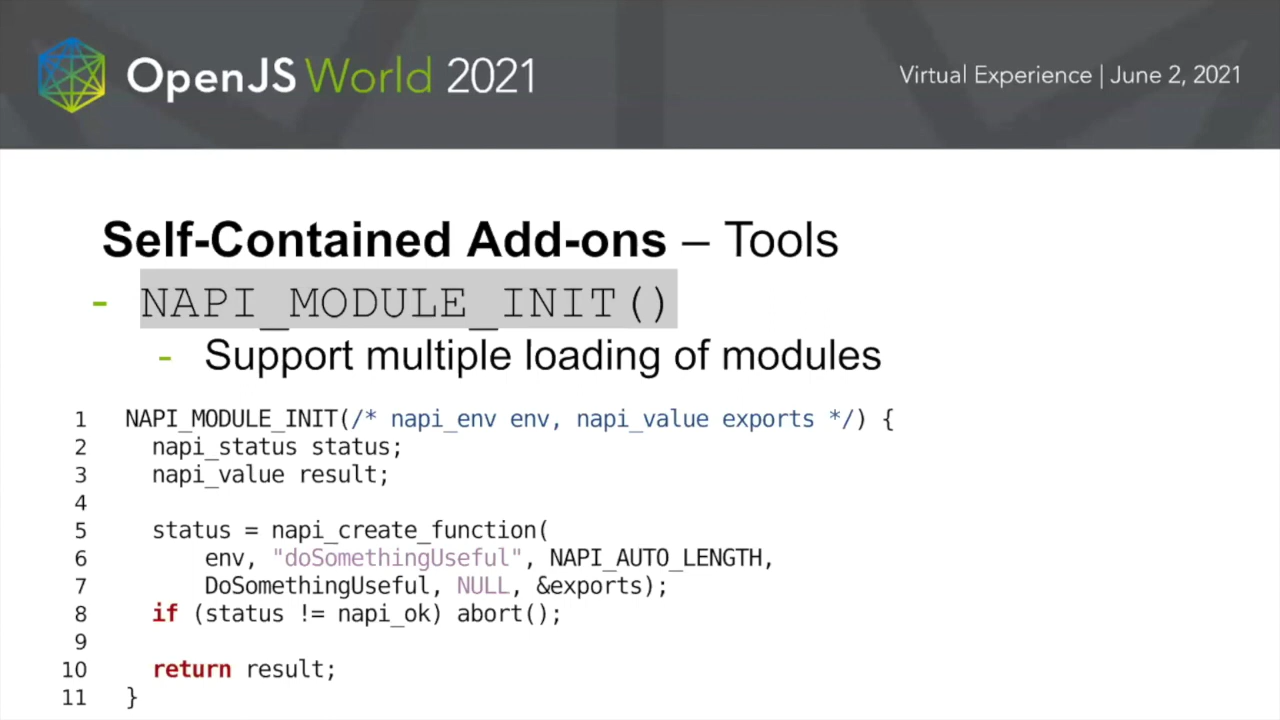 OpenJS World 2021
Virtual Experience | June 2, 2021
Self-Contained Add-ons – Tools
- NAPI_MODULE_INIT()
- Support multiple loading of modules
1 NAPI_MODULE_INIT(/* napi_env env, napi_value exports */) {
2   napi_status status;
3   napi_value result;
4
5   status = napi_create_function(
6       env, "doSomethingUseful", NAPI_AUTO_LENGTH,
7       DoSomethingUseful, NULL, &exports);
8   if (status != napi_ok) abort();
9
10   return result;
11 }